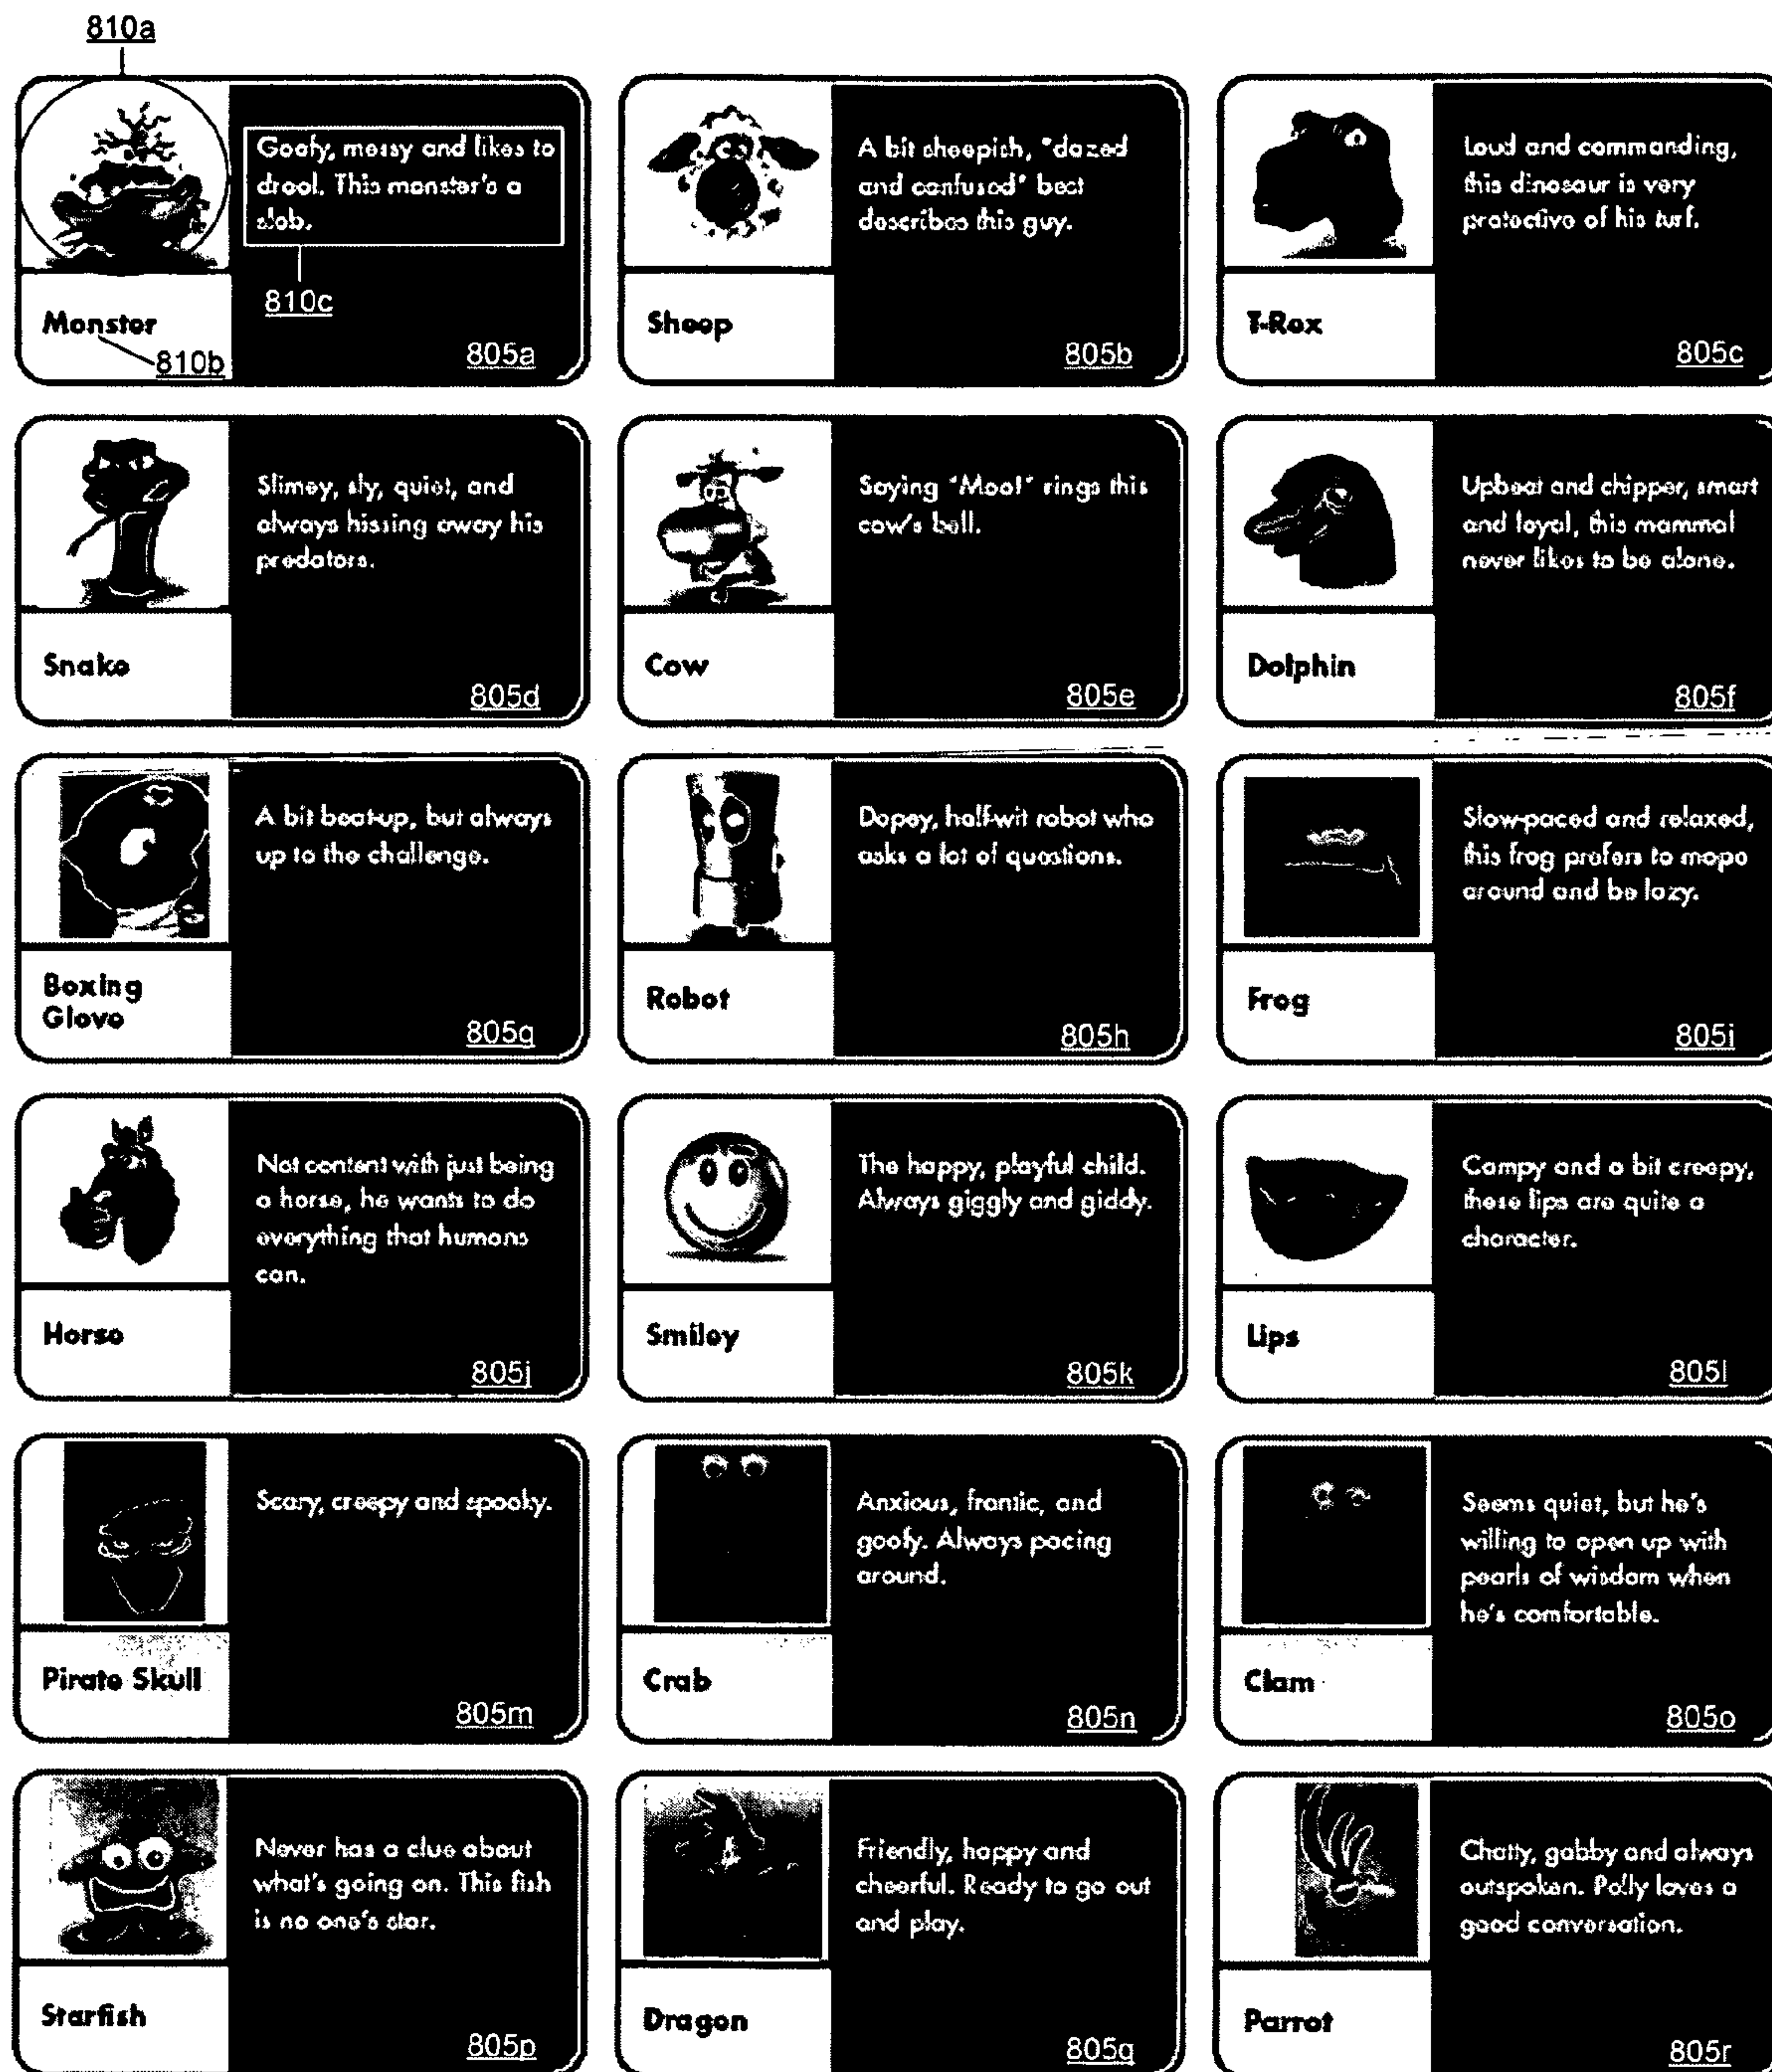 810a
Goofy, messy and likes to
drool. This monster's a
slob.
810c
Monster
810b
805a
A bit sheepish, "dazed
and confused" best
describes this guy.
Sheep
805b
Loud and commanding,
this dinosaur is very
protective of his turf.
T-Rex
805c
Slimey, sly, quiet, and
always hissing away his
predators.
Snake
805d
Saying "Moo!" rings this
cow's bell.
Cow
805e
Upbeat and chipper, smart
and loyal, this mammal
never likes to be alone.
Dolphin
805f
A bit beat-up, but always
up to the challenge.
Boxing
Glove
805g
Dopey, half-wit robot who
asks a lot of questions.
Robot
805h
Slow-paced and relaxed,
this frog prefers to mope
around and be lazy.
Frog
805i
Not content with just being
a horse, he wants to do
everything that humans
can.
Horse
805j
The happy, playful child.
Always giggly and giddy.
Smiley
805k
Campy and a bit creepy,
these lips are quite a
character.
Lips
805l
Scary, creepy and spooky.
Pirate Skull
805m
Anxious, frantic, and
goofy. Always pacing
around.
Crab
805n
Seems quiet, but he's
willing to open up with
pearls of wisdom when
he's comfortable.
Clam
805o
Never has a clue about
what's going on. This fish
is no one's star.
Starfish
805p
Friendly, happy and
cheerful. Ready to go out
and play.
Dragon
805q
Chatty, gabby and always
outspoken. Polly loves a
good conversation.
Parrot
805r